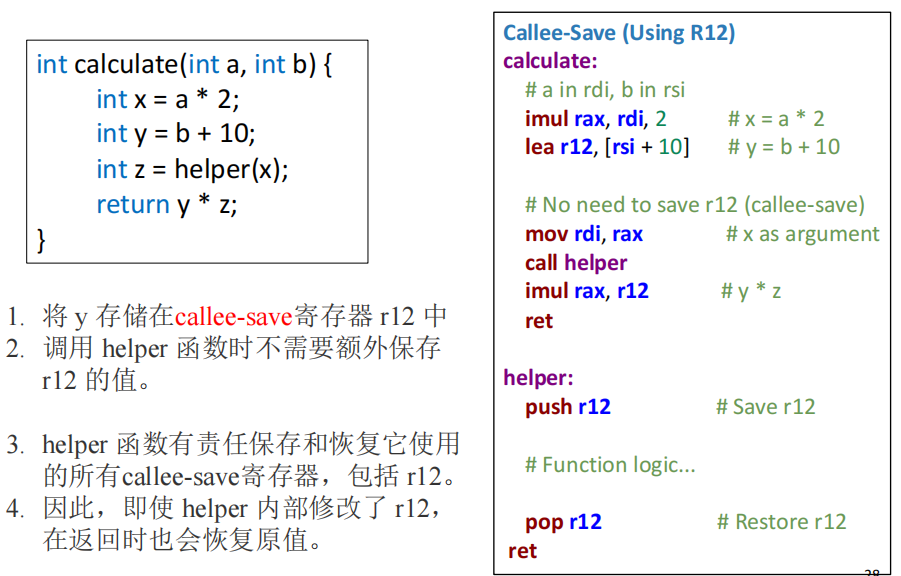 int calculate(int a, int b) {
int x = a * 2;
int y = b + 10;
int z = helper(x);
return y * z;
}
1. 将 y 存储在callee-save寄存器 r12 中
2. 调用 helper 函数时不需要额外保存
r12 的值。
3. helper 函数有责任保存和恢复它使用
的所有callee-save寄存器，包括 r12。
4. 因此，即使 helper 内部修改了 r12，
在返回时也会恢复原值。
Callee-Save (Using R12)
calculate:
# a in rdi, b in rsi
imul rax, rdi, 2 # x = a * 2
lea r12, [rsi + 10] # y = b + 10
# No need to save r12 (callee-save)
mov rdi, rax # x as argument
call helper
imul rax, r12 # y * z
ret
helper:
push r12 # Save r12
# Function logic...
pop r12 # Restore r12
ret
28